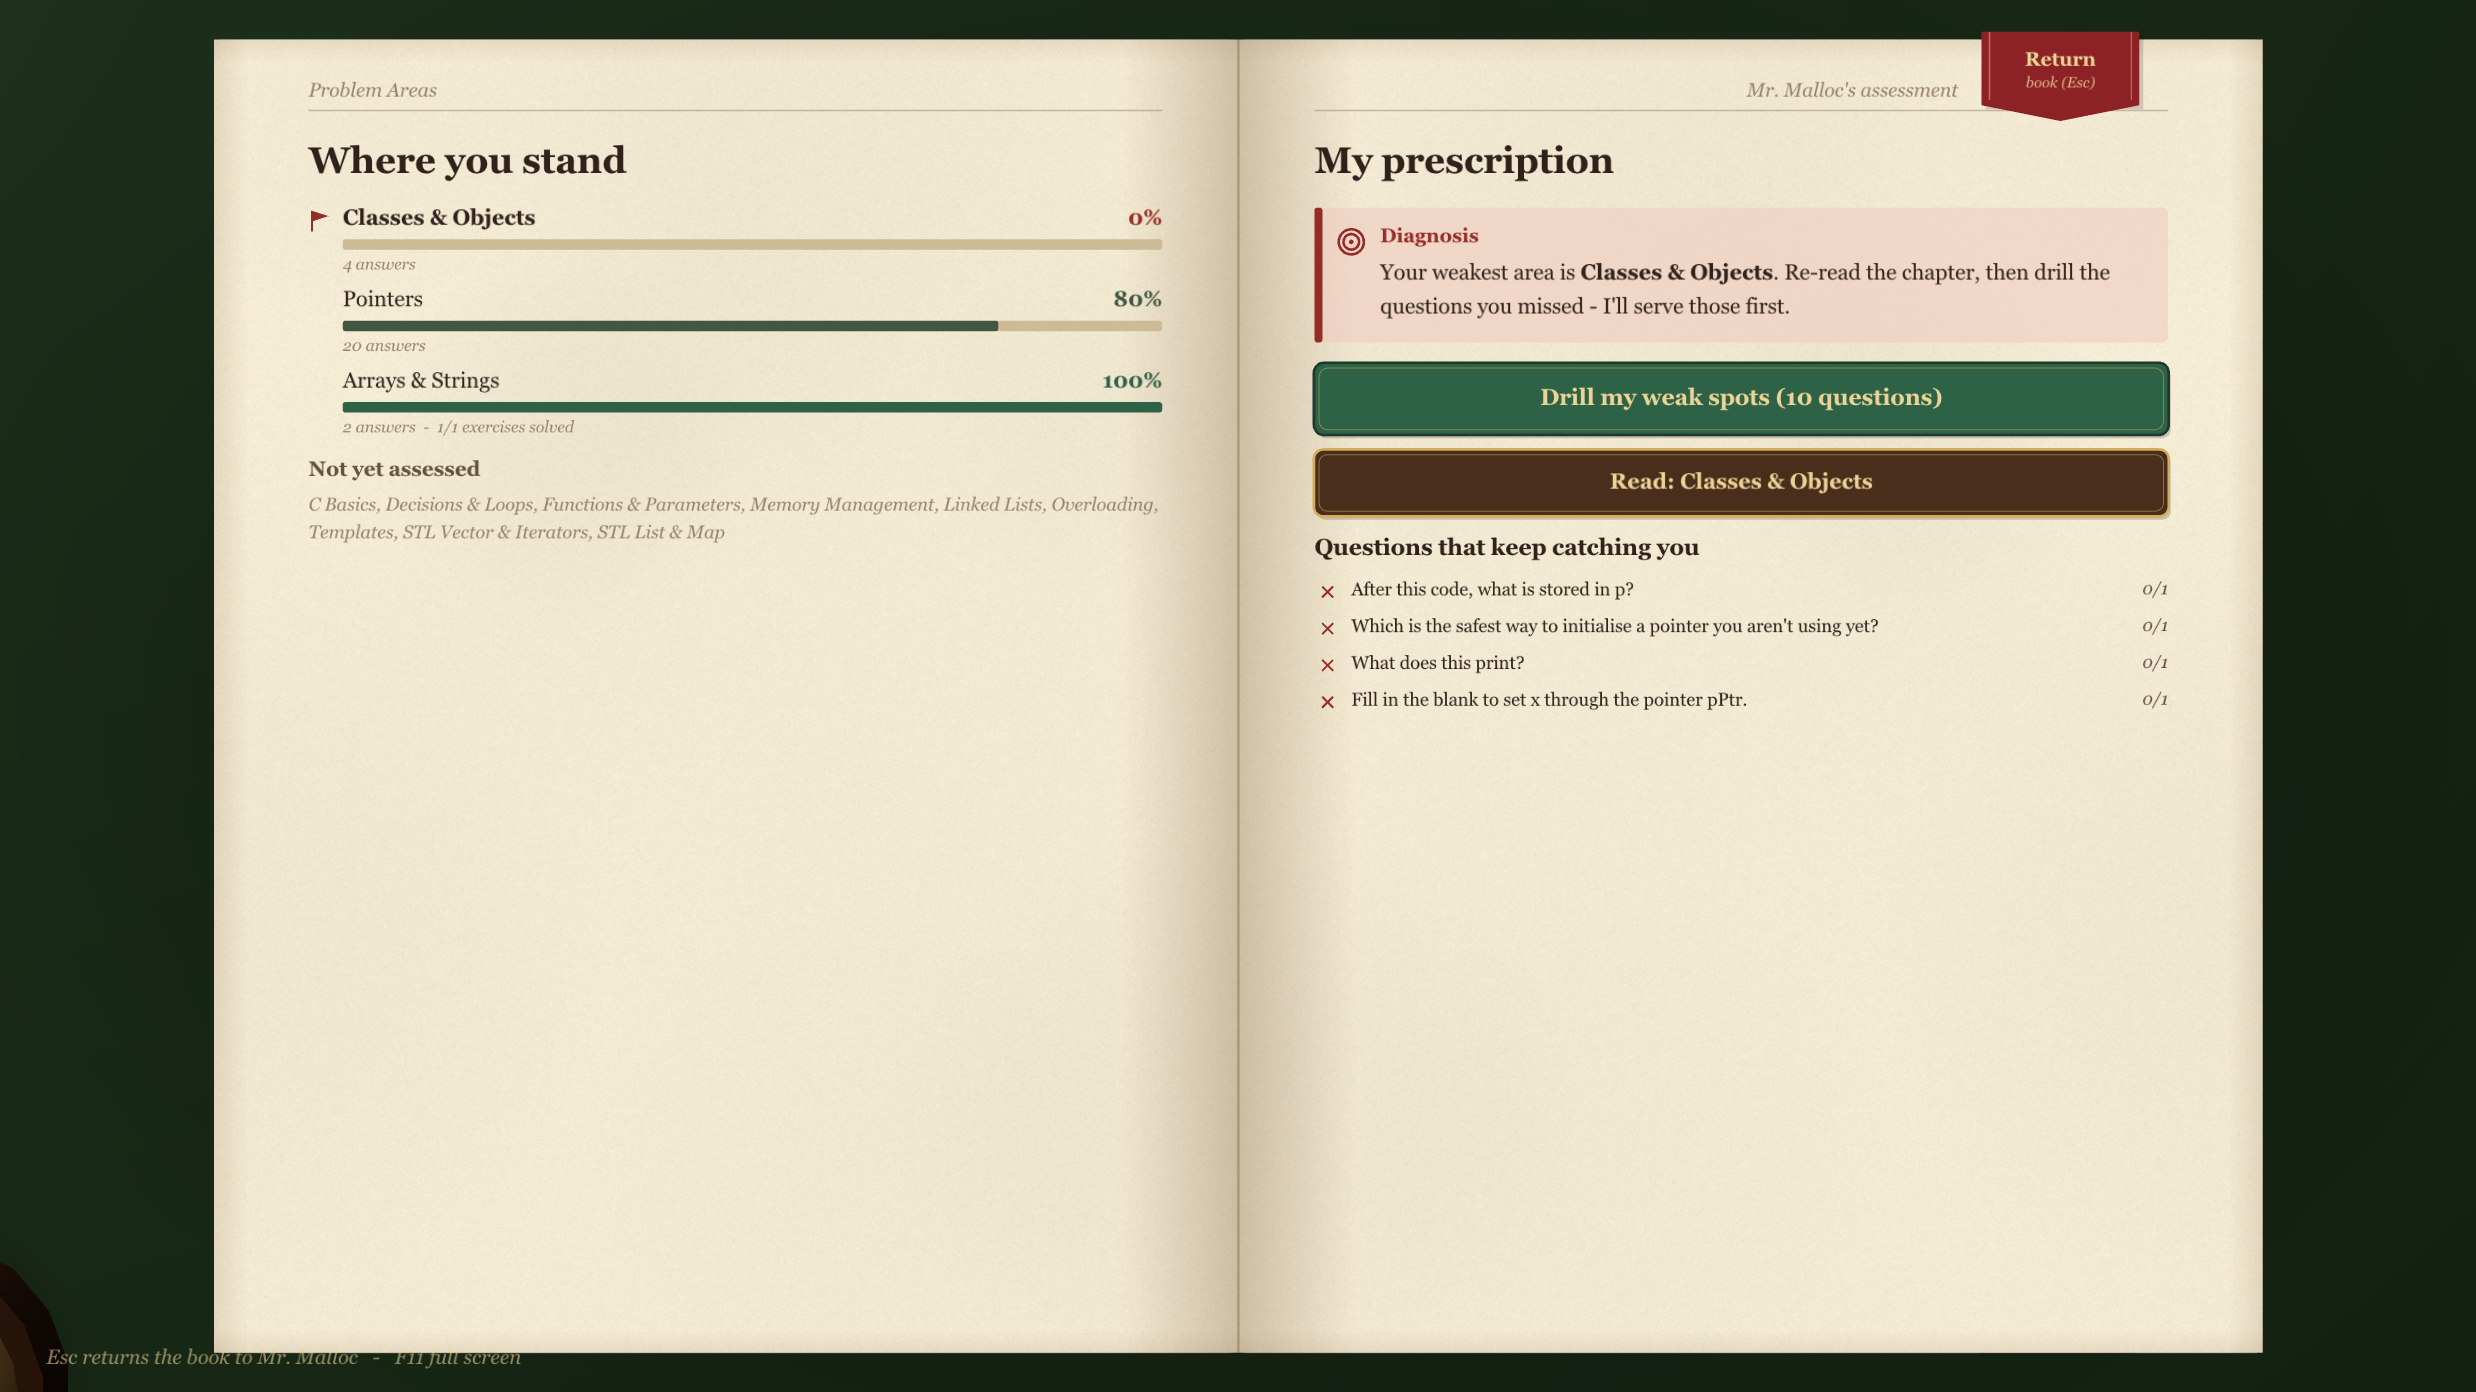 Problem Areas
Where you stand
Classes & Objects 0%
4 answers
Pointers 80%
20 answers
Arrays & Strings 100%
2 answers - 1/1 exercises solved
Not yet assessed
C Basics, Decisions & Loops, Functions & Parameters, Memory Management, Linked Lists, Overloading,
Templates, STL Vector & Iterators, STL List & Map
Mr. Malloc's assessment
Return
book (Esc)
My prescription
Diagnosis
Your weakest area is Classes & Objects. Re-read the chapter, then drill the
questions you missed - I'll serve those first.
Drill my weak spots (10 questions)
Read: Classes & Objects
Questions that keep catching you
After this code, what is stored in p? 0/1
Which is the safest way to initialise a pointer you aren't using yet? 0/1
What does this print? 0/1
Fill in the blank to set x through the pointer pPtr. 0/1
Esc returns the book to Mr. Malloc - F11 full screen